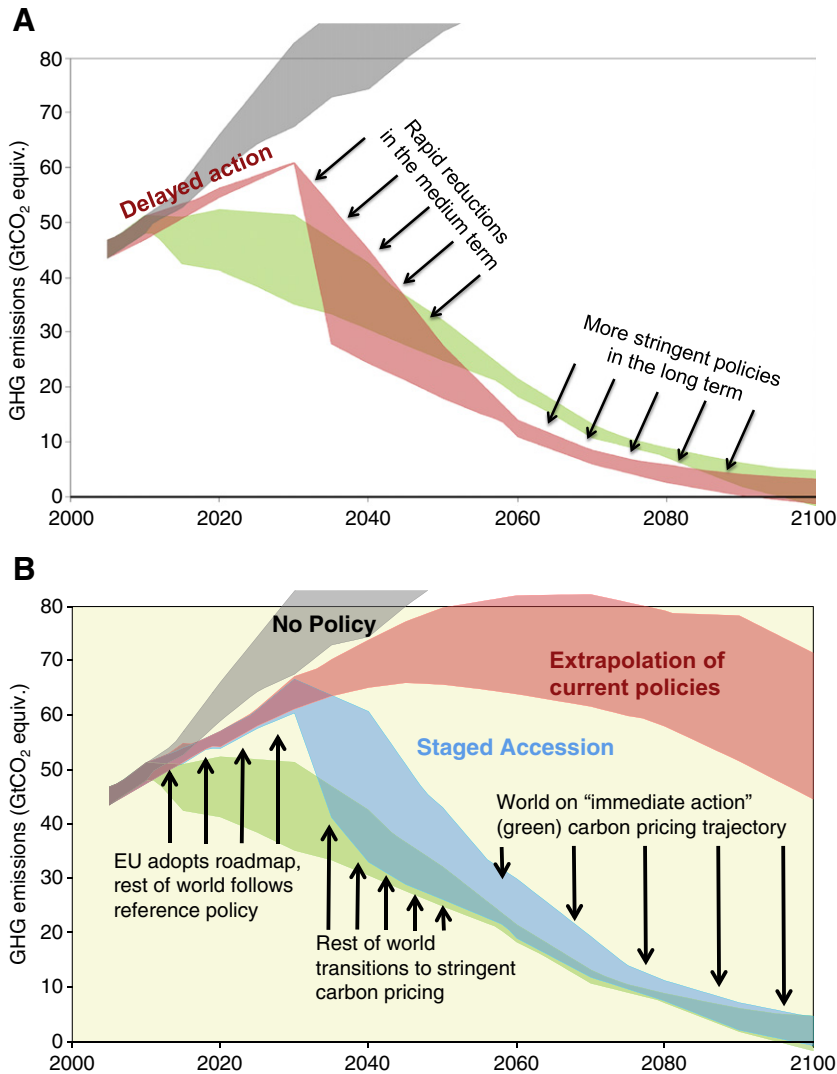 A
GHG emissions (GtCO2 equiv.)
80
70
60
50
40
30
20
10
0
2000
2020
2040
2060
2080
2100
Delayed action
Rapid reductions
in the medium term
More stringent policies
in the long term
B
GHG emissions (GtCO2 equiv.)
80
70
60
50
40
30
20
10
0
2000
2020
2040
2060
2080
2100
No Policy
Extrapolation of
current policies
Staged Accession
World on “immediate action”
(green) carbon pricing trajectory
EU adopts roadmap,
rest of world follows
reference policy
Rest of world
transitions to stringent
carbon pricing